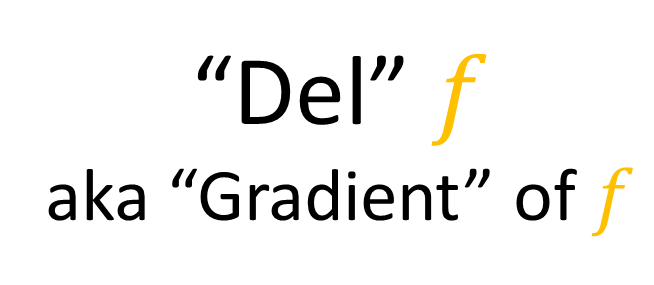 “Del” f
aka “Gradient” of f